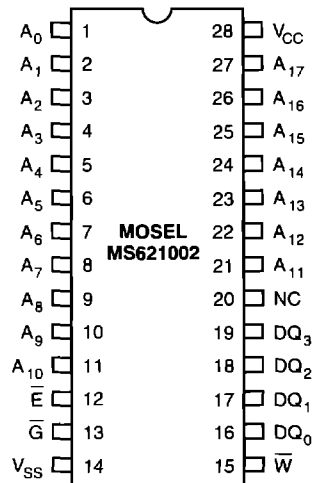 A0 1 28 VCC
A1 2 27 A17
A2 3 26 A16
A3 4 25 A15
A4 5 24 A14
A5 6 23 A13
A6 7 MOSEL 22 A12
A7 8 MS621002 21 A11
A8 9 20 NC
A9 10 19 DQ3
A10 11 18 DQ2
E̅ 12 17 DQ1
G̅ 13 16 DQ0
VSS 14 15 W̅